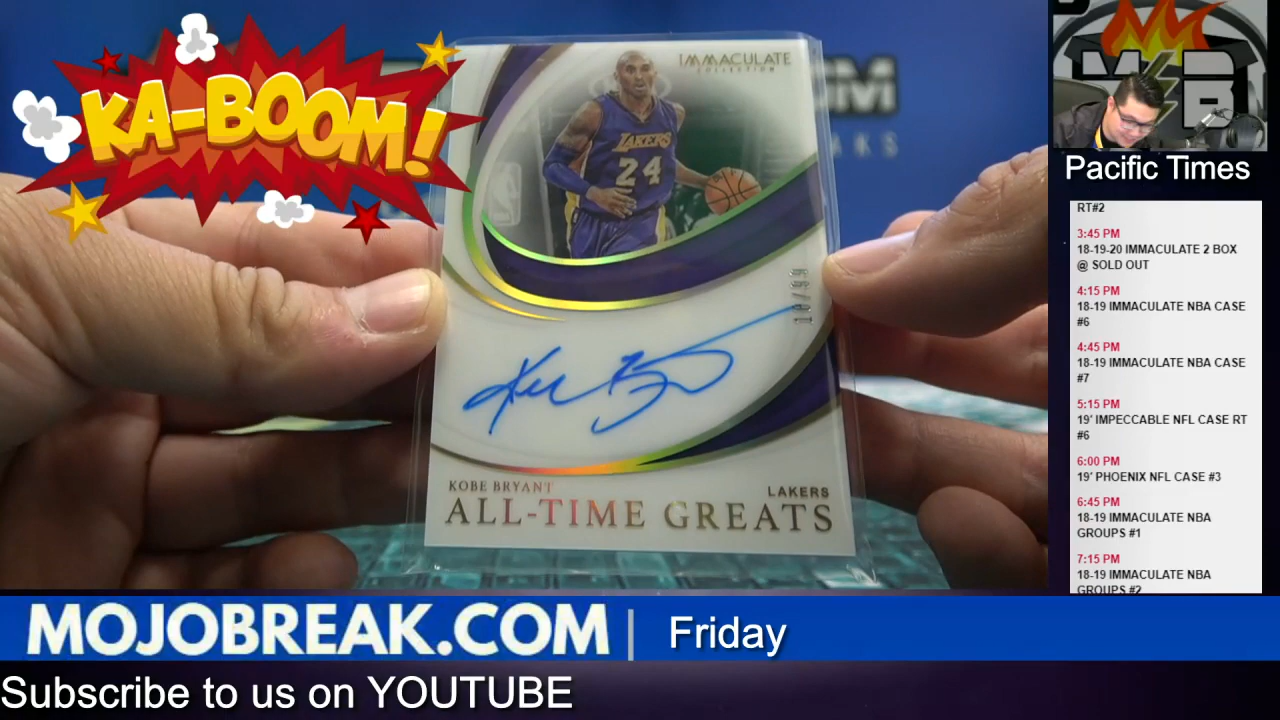 KA-BOOM!
IMMACULATE
COLLECTION
LAKERS
24
KOBE BRYANT
LAKERS
ALL-TIME GREATS
Pacific Times
RT#2
3:45 PM
18-19-20 IMMACULATE 2 BOX
@ SOLD OUT
4:15 PM
18-19 IMMACULATE NBA CASE
#6
4:45 PM
18-19 IMMACULATE NBA CASE
#7
5:15 PM
19' IMPECCABLE NFL CASE RT
#6
6:00 PM
19' PHOENIX NFL CASE #3
6:45 PM
18-19 IMMACULATE NBA
GROUPS #1
7:15 PM
18-19 IMMACULATE NBA
GROUPS #2
MOJOBREAK.COM | Friday
Subscribe to us on YOUTUBE